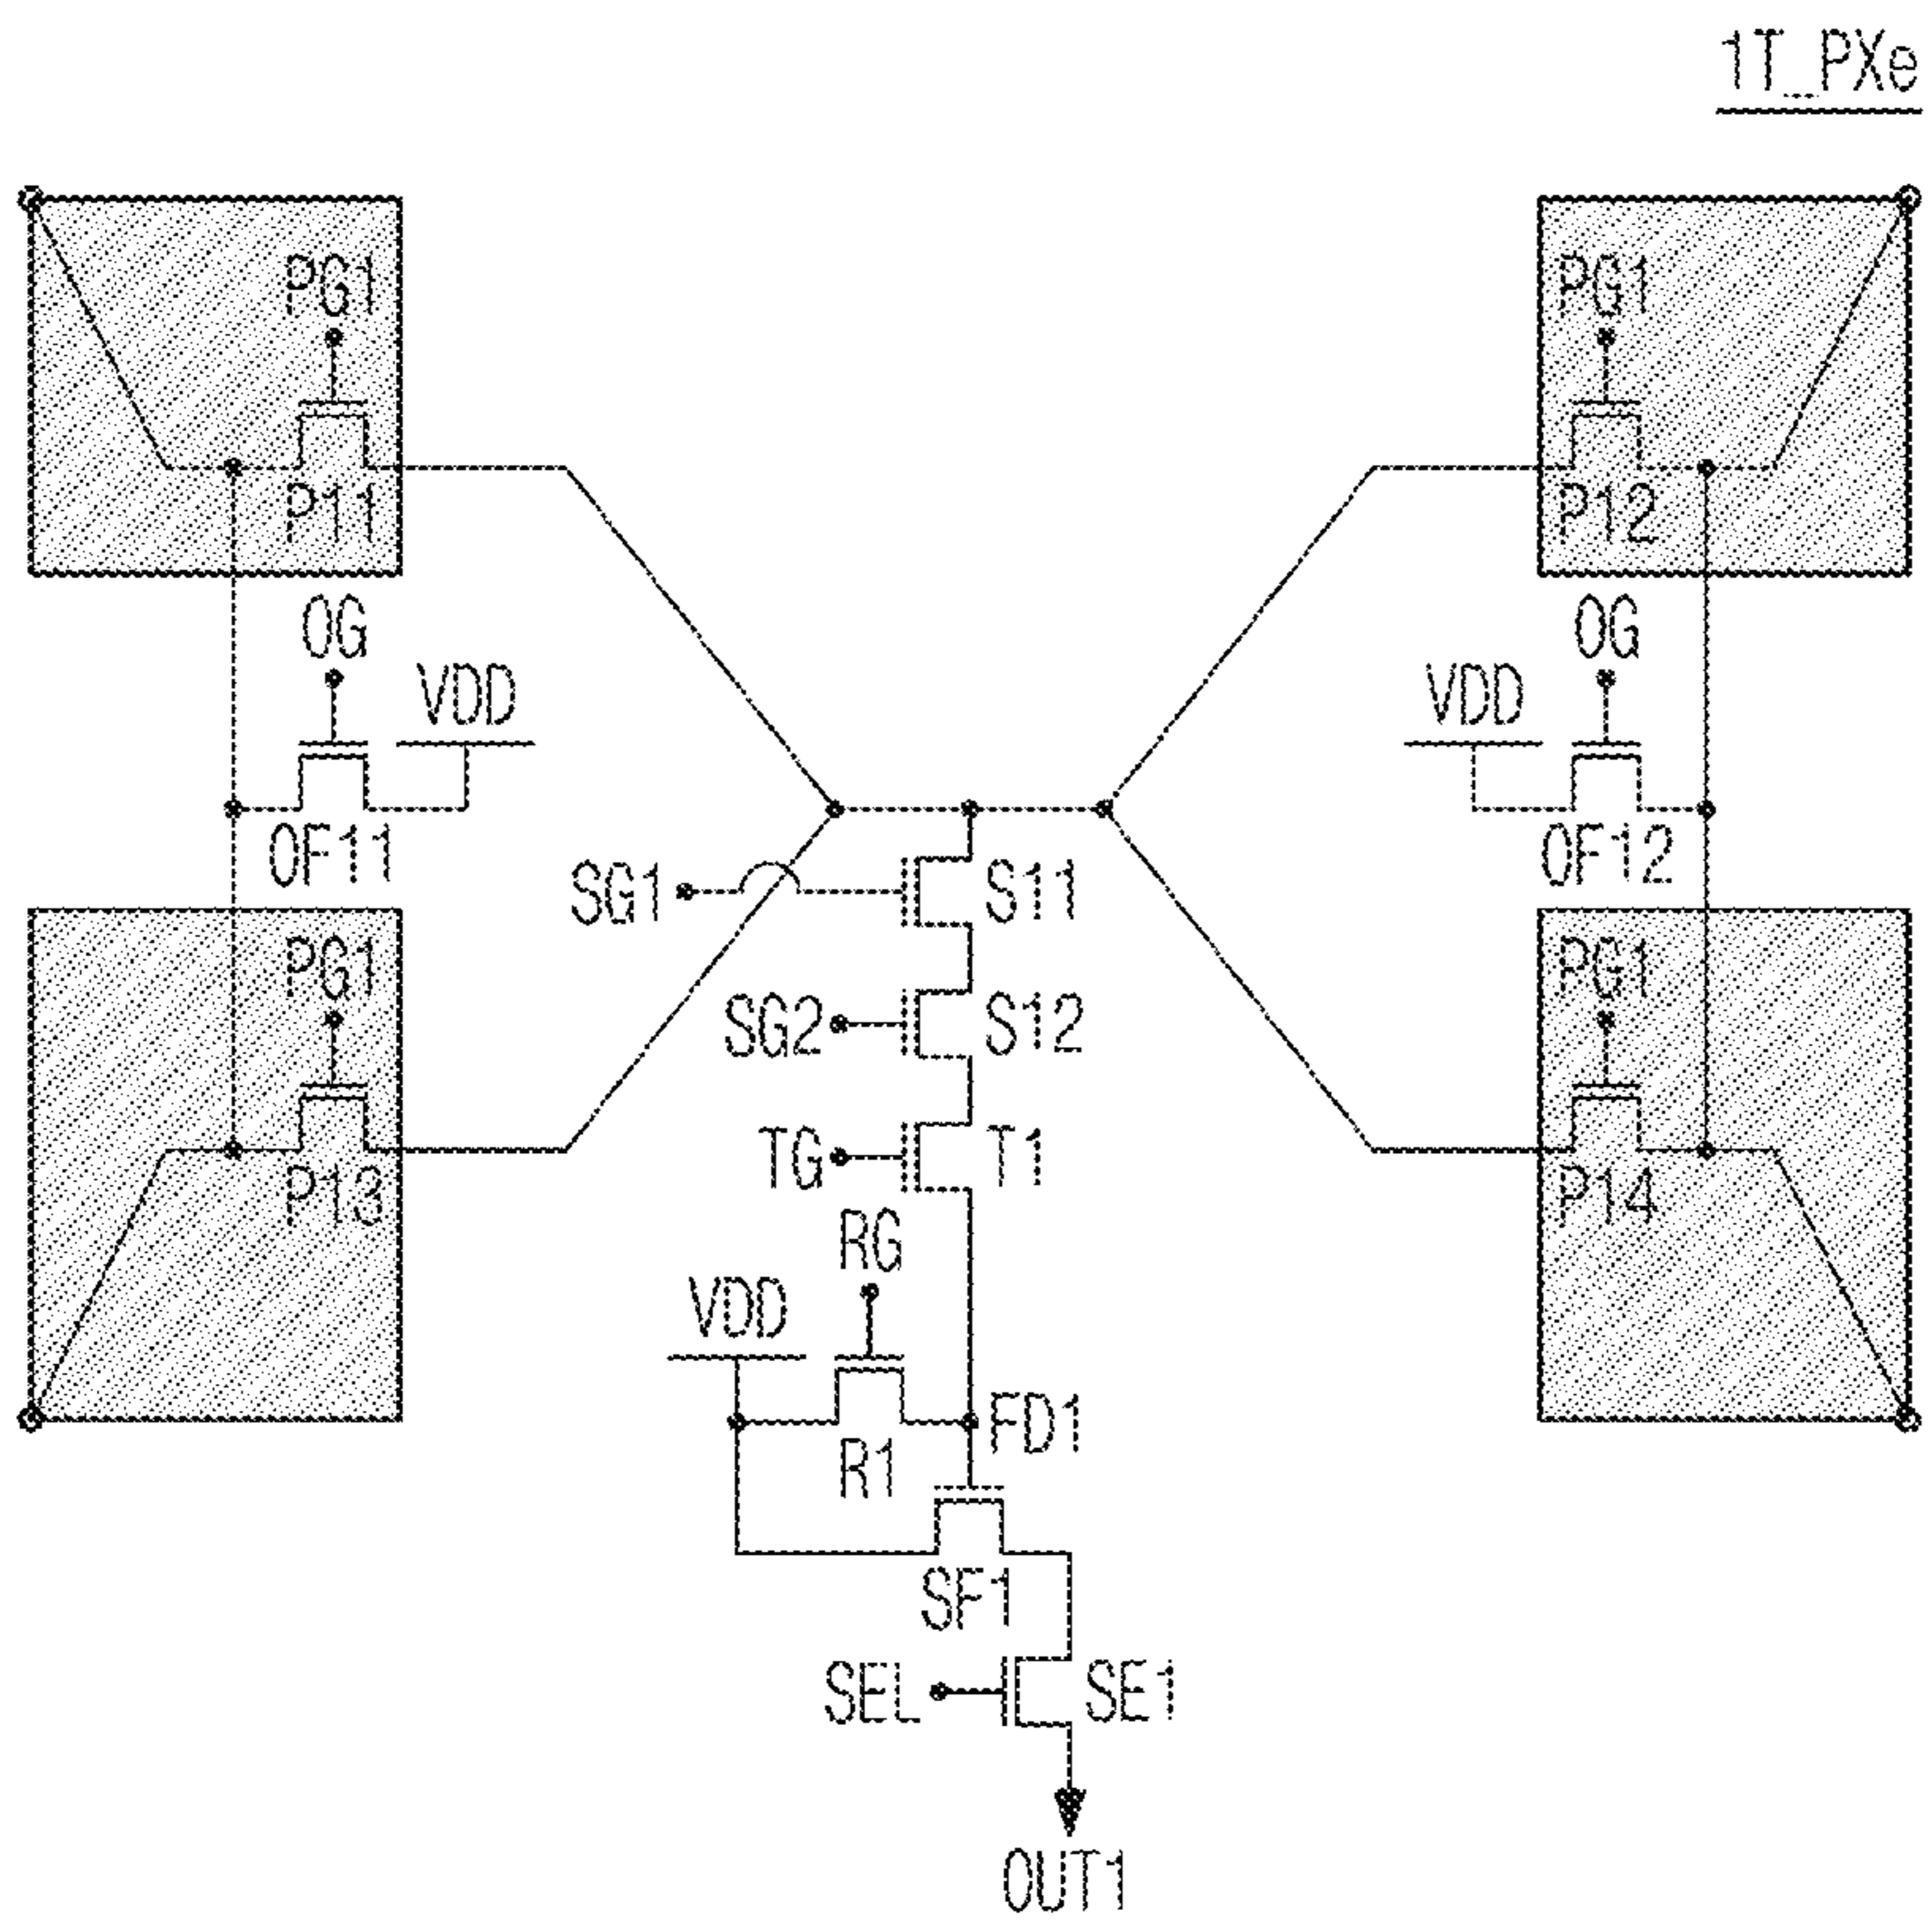 1T_PXe
PG1
PG1
P11
P12
OG
OG
VDD
VDD
OF11
OF12
SG1
S11
PG1
PG1
SG2
S12
TG
T1
P13
P14
RG
VDD
FD1
R1
SF1
SEL
SE1
OUT1